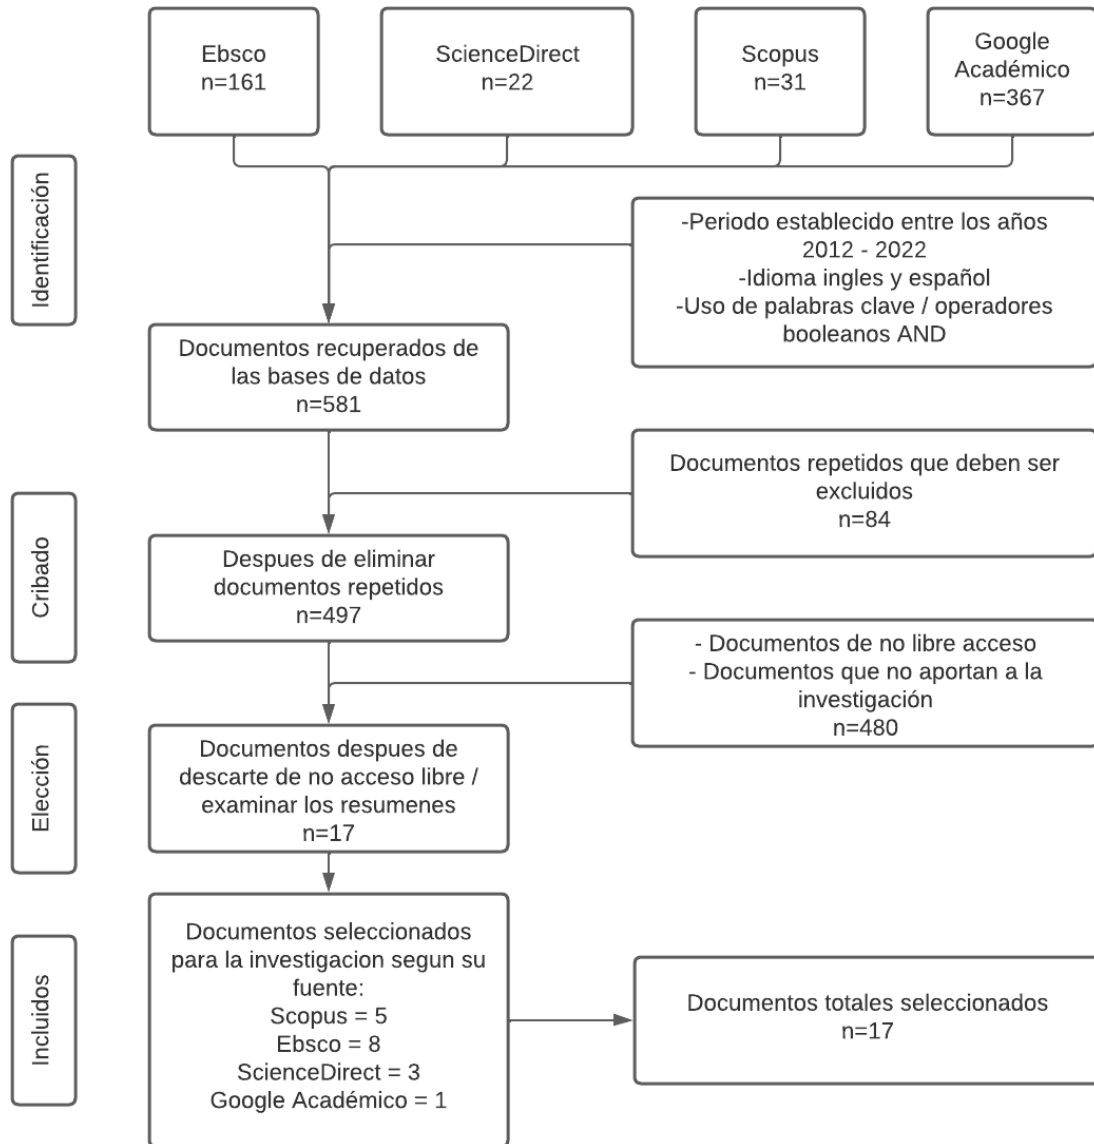 Ebsco
n=161
ScienceDirect
n=22
Scopus
n=31
Google
Académico
n=367
Identificación
-Periodo establecido entre los años
2012 - 2022
-Idioma ingles y español
-Uso de palabras clave / operadores
booleanos AND
Documentos recuperados de
las bases de datos
n=581
Documentos repetidos que deben ser
excluidos
n=84
Cribado
Despues de eliminar
documentos repetidos
n=497
- Documentos de no libre acceso
- Documentos que no aportan a la
investigación
n=480
Elección
Documentos despues de
descarte de no acceso libre /
examinar los resumenes
n=17
Incluidos
Documentos seleccionados
para la investigacion segun su
fuente:
Scopus = 5
Ebsco = 8
ScienceDirect = 3
Google Académico = 1
Documentos totales seleccionados
n=17